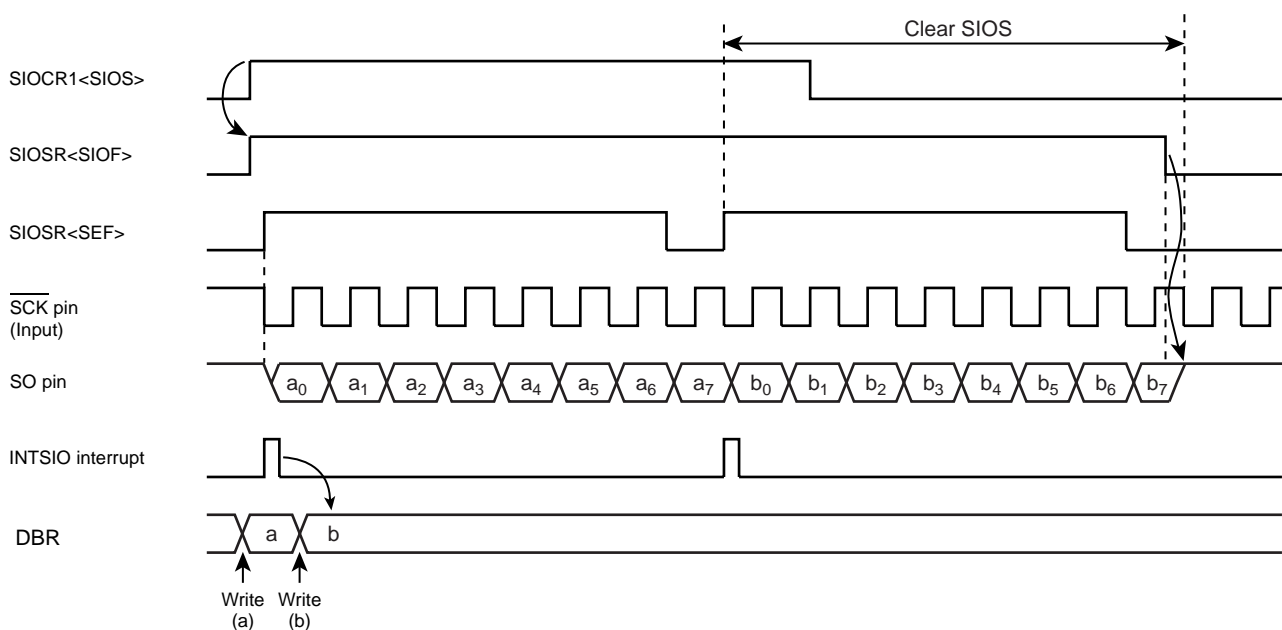 Clear SIOS
SIOCR1<SIOS>
SIOSR<SIOF>
SIOSR<SEF>
SCK pin
(Input)
SO pin
a0 a1 a2 a3 a4 a5 a6 a7 b0 b1 b2 b3 b4 b5 b6 b7
INTSIO interrupt
DBR
a b
Write Write
(a) (b)